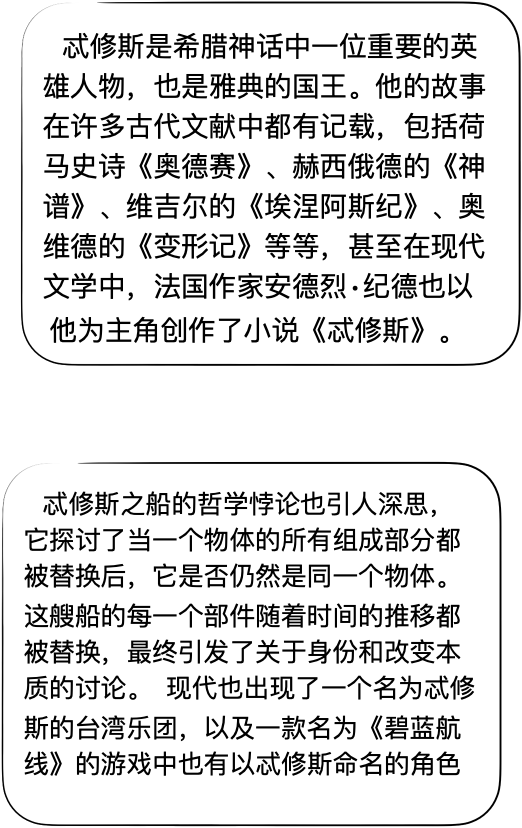 忒修斯是希腊神话中一位重要的英
雄人物，也是雅典的国王。他的故事
在许多古代文献中都有记载，包括荷
马史诗《奥德赛》、赫西俄德的《神
谱》、维吉尔的《埃涅阿斯纪》、奥
维德的《变形记》等等，甚至在现代
文学中，法国作家安德烈·纪德也以
他为主角创作了小说《忒修斯》。
忒修斯之船的哲学悖论也引人深思，
它探讨了当一个物体的所有组成部分都
被替换后，它是否仍然是同一个物体。
这艘船的每一个部件随着时间的推移都
被替换，最终引发了关于身份和改变本
质的讨论。 现代也出现了一个名为忒修
斯的台湾乐团，以及一款名为《碧蓝航
线》的游戏中也有以忒修斯命名的角色